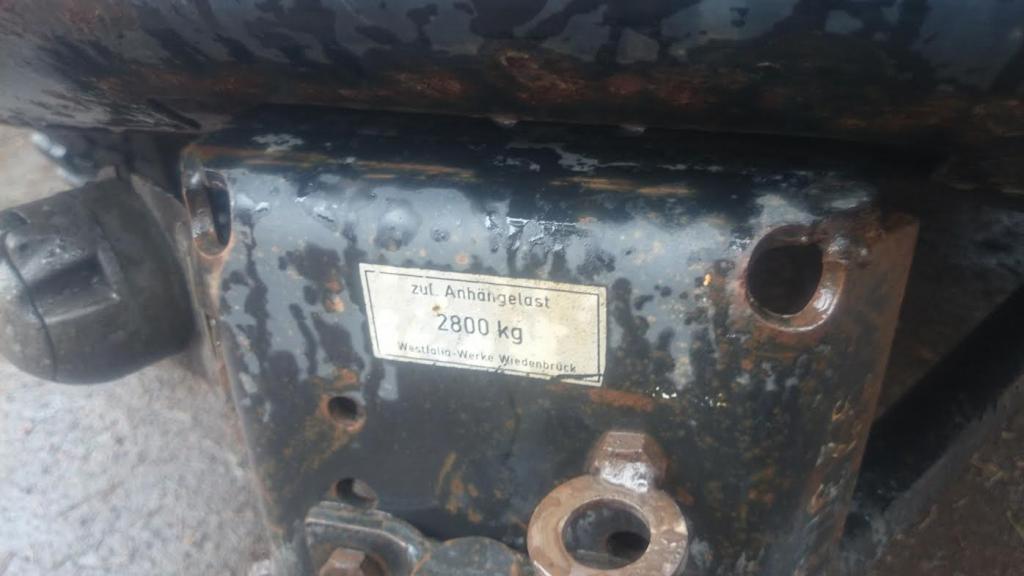 zul. Anhängelast
2800 kg
Westfalia-Werke Wiedenbrück